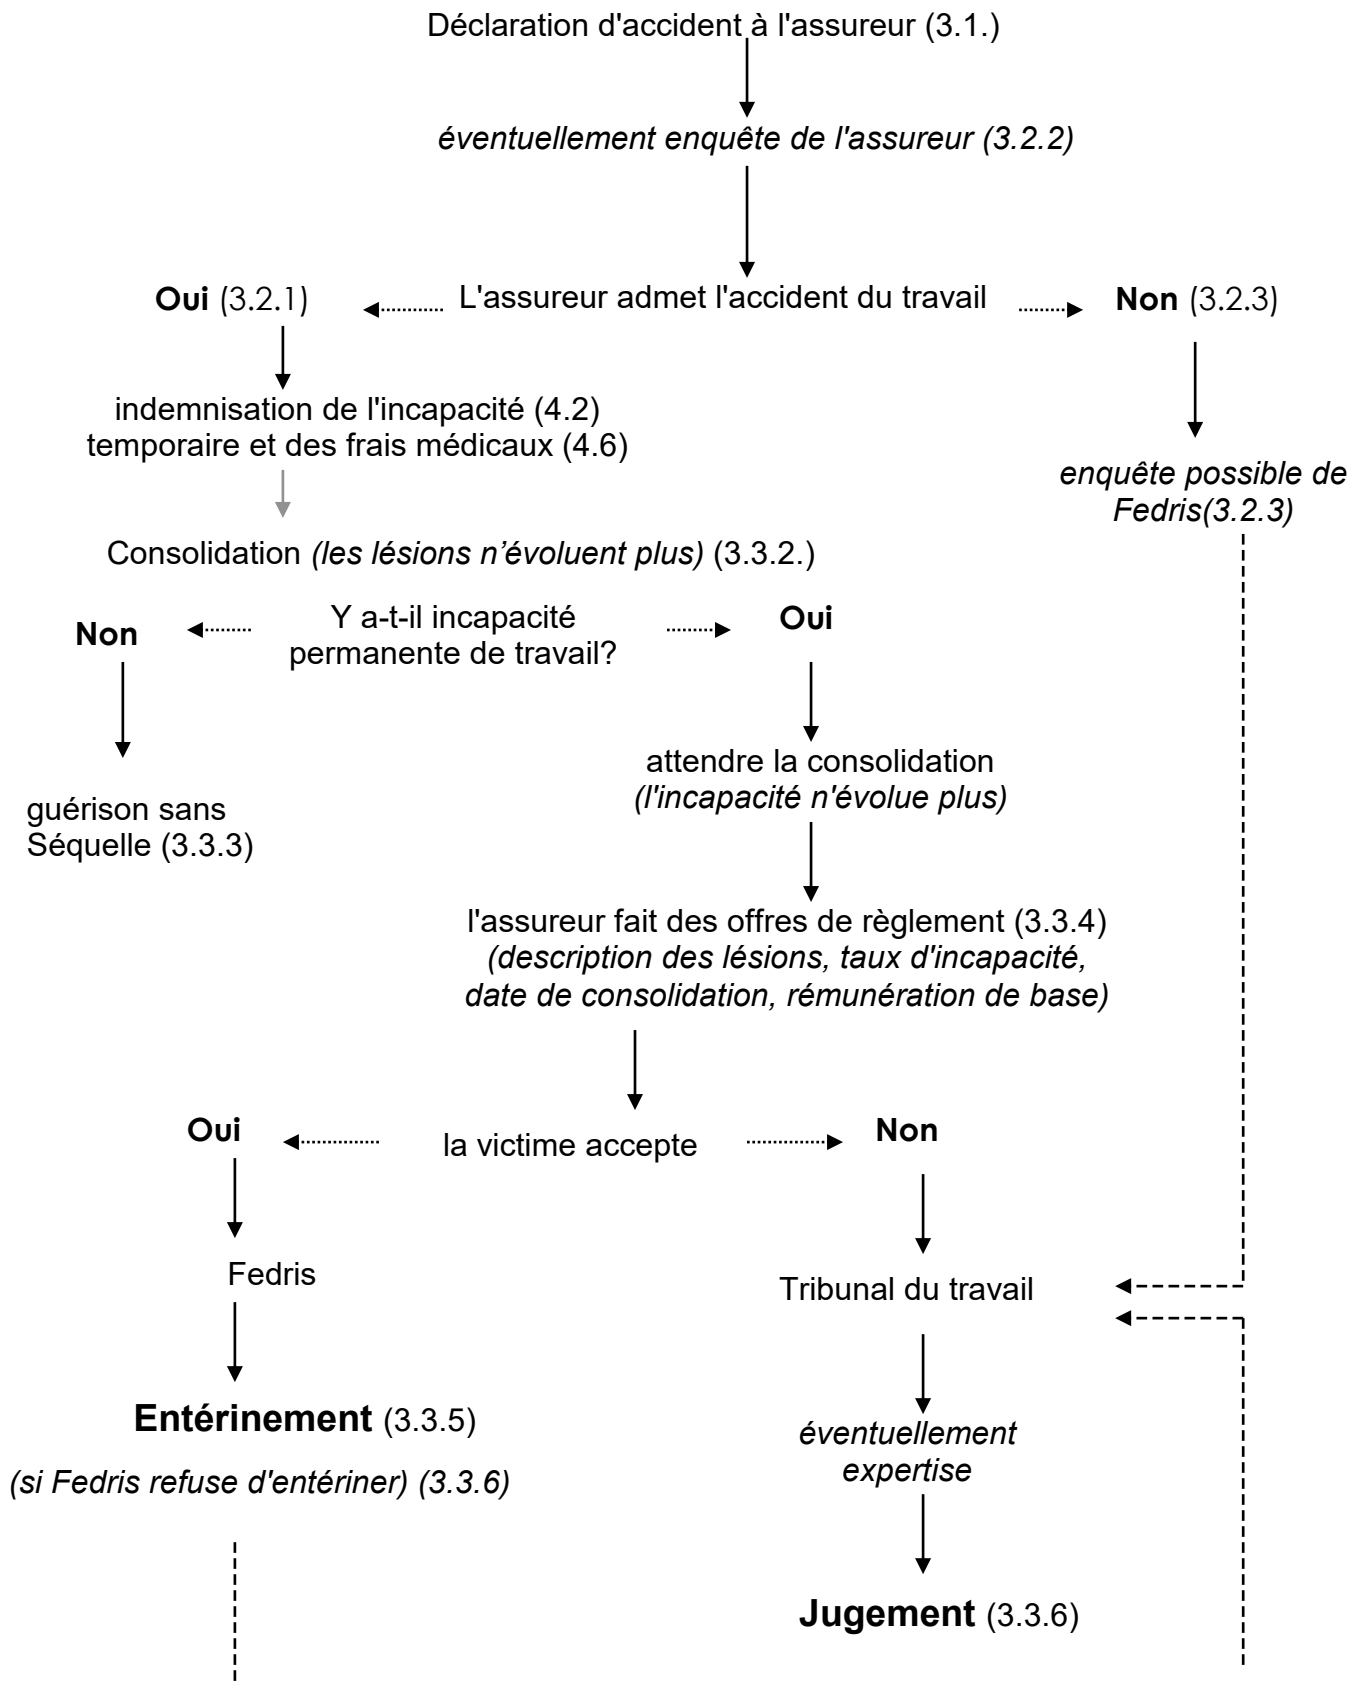 Déclaration d'accident à l'assureur (3.1.)
éventuellement enquête de l'assureur (3.2.2)
Oui (3.2.1)
L'assureur admet l'accident du travail
Non (3.2.3)
indemnisation de l'incapacité (4.2)
temporaire et des frais médicaux (4.6)
enquête possible de
Fedris(3.2.3)
Consolidation (les lésions n’évoluent plus) (3.3.2.)
Non
Y a-t-il incapacité
permanente de travail?
Oui
guérison sans
Séquelle (3.3.3)
attendre la consolidation
(l'incapacité n'évolue plus)
l'assureur fait des offres de règlement (3.3.4)
(description des lésions, taux d'incapacité,
date de consolidation, rémunération de base)
Oui
la victime accepte
Non
Fedris
Tribunal du travail
Entérinement (3.3.5)
(si Fedris refuse d'entériner) (3.3.6)
éventuellement
expertise
Jugement (3.3.6)